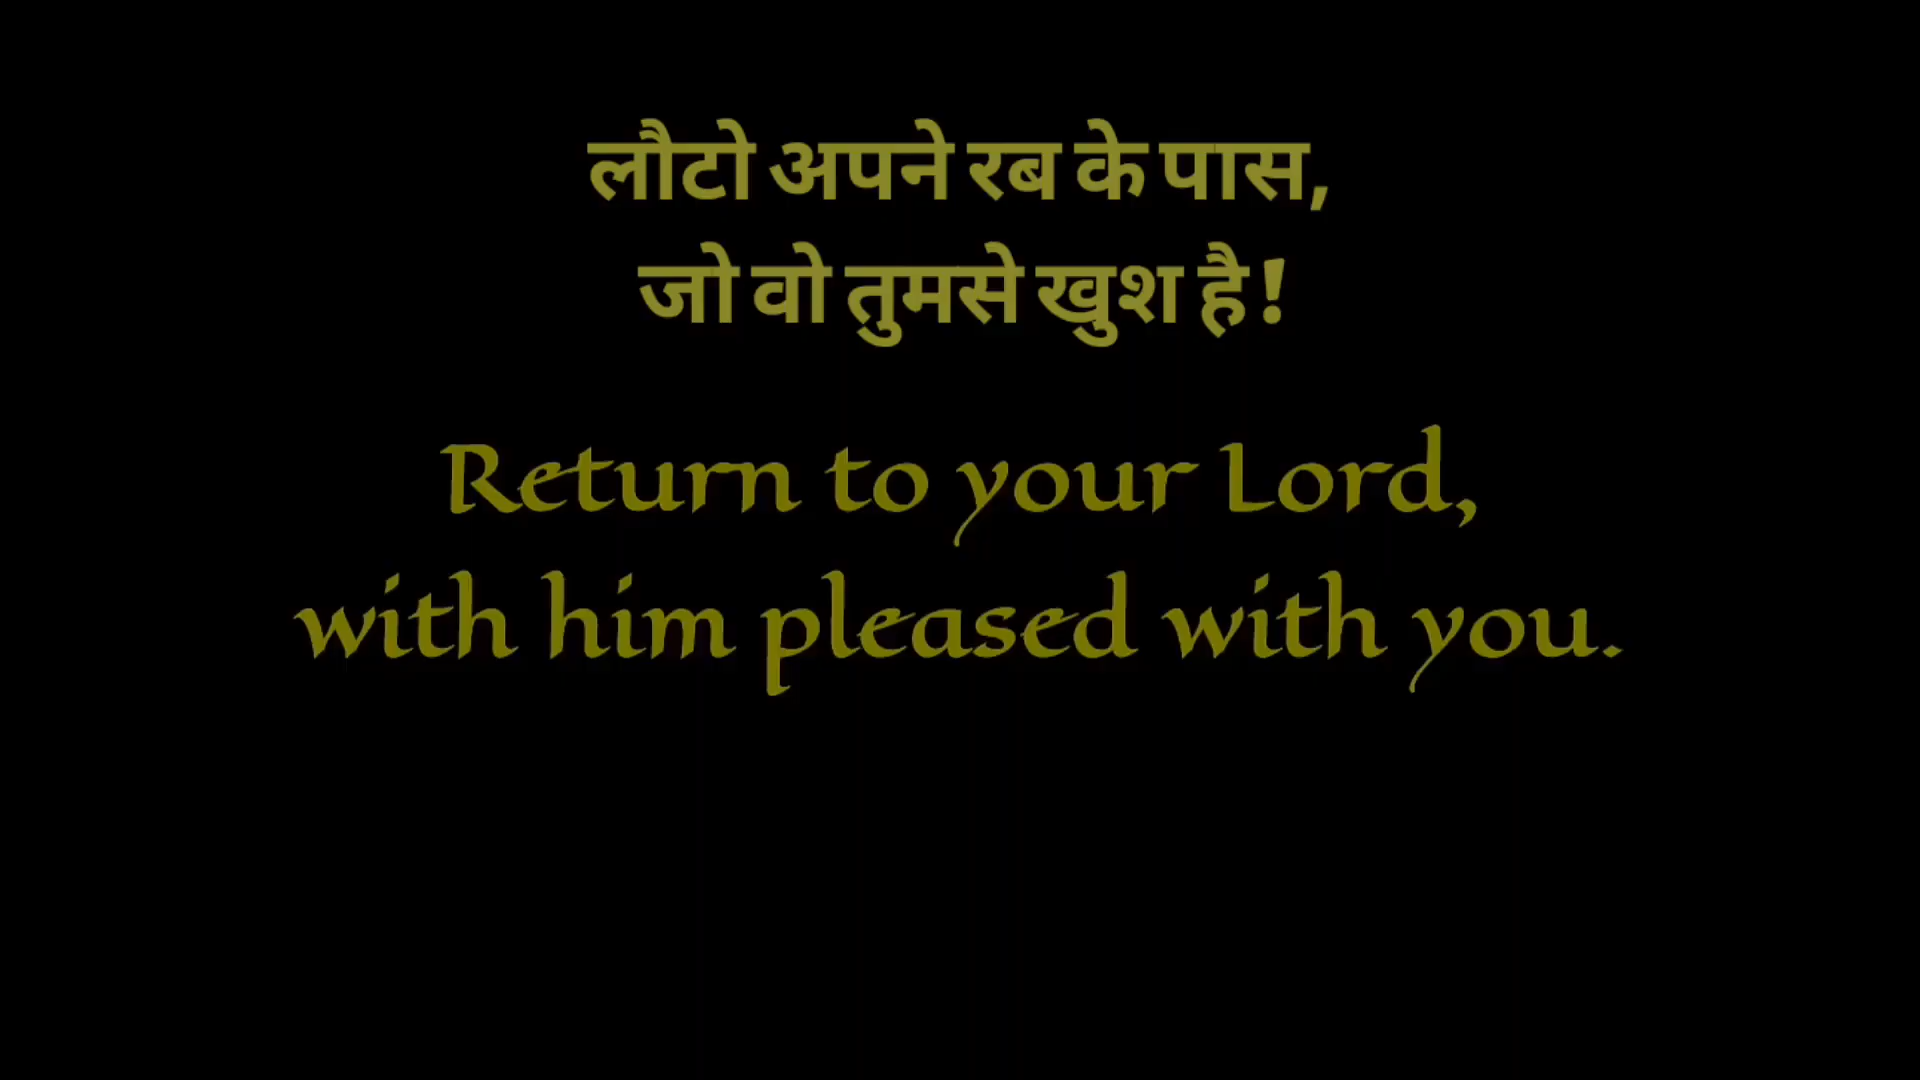 लौटो अपने रब के पास,
जो वो तुमसे खुश है !
Return to your Lord,
with him pleased with you.